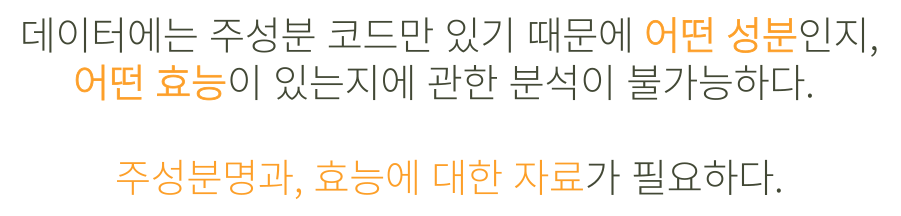 데이터에는 주성분 코드만 있기 때문에 어떤 성분인지,
어떤 효능이 있는지에 관한 분석이 불가능하다.
주성분명과, 효능에 대한 자료가 필요하다.